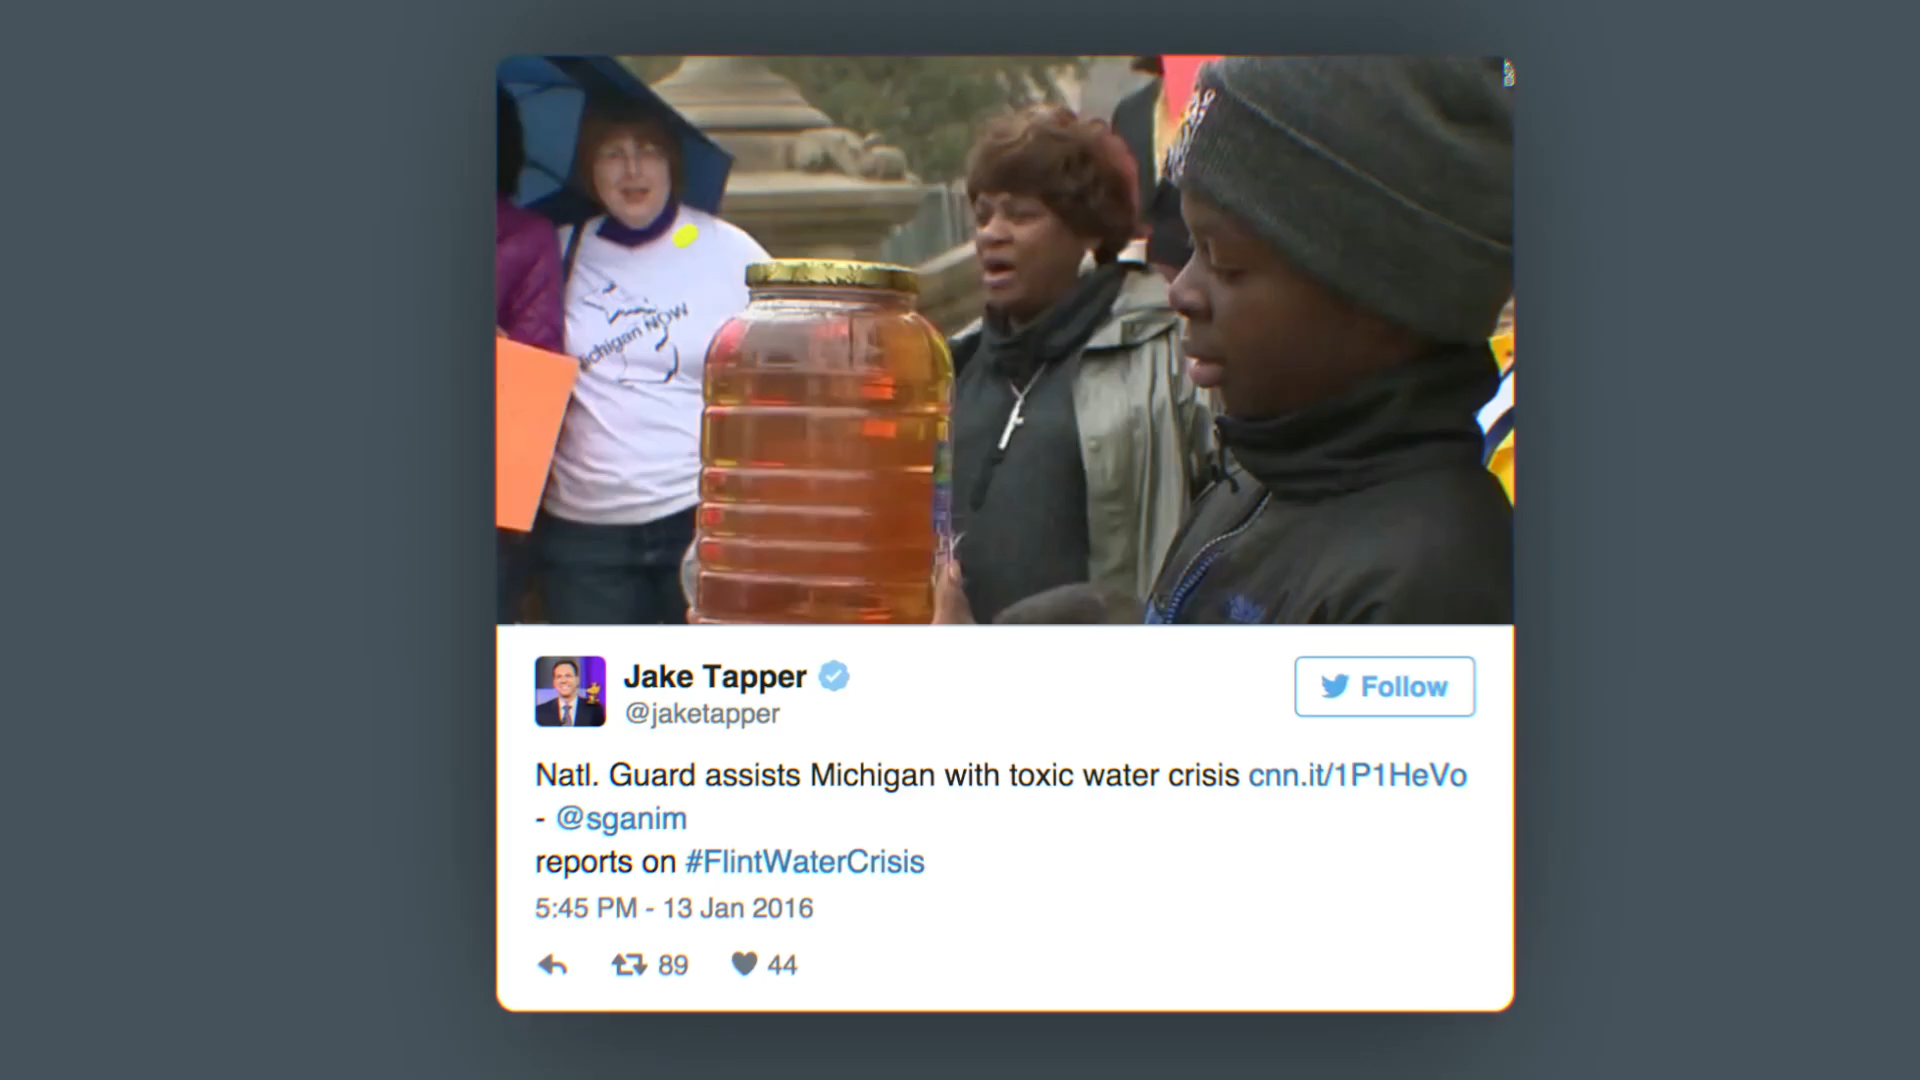 Michigan NOW
Jake Tapper
@jaketapper
Follow
Natl. Guard assists Michigan with toxic water crisis cnn.it/1P1HeVo
- @sganim
reports on #FlintWaterCrisis
5:45 PM - 13 Jan 2016
89 44